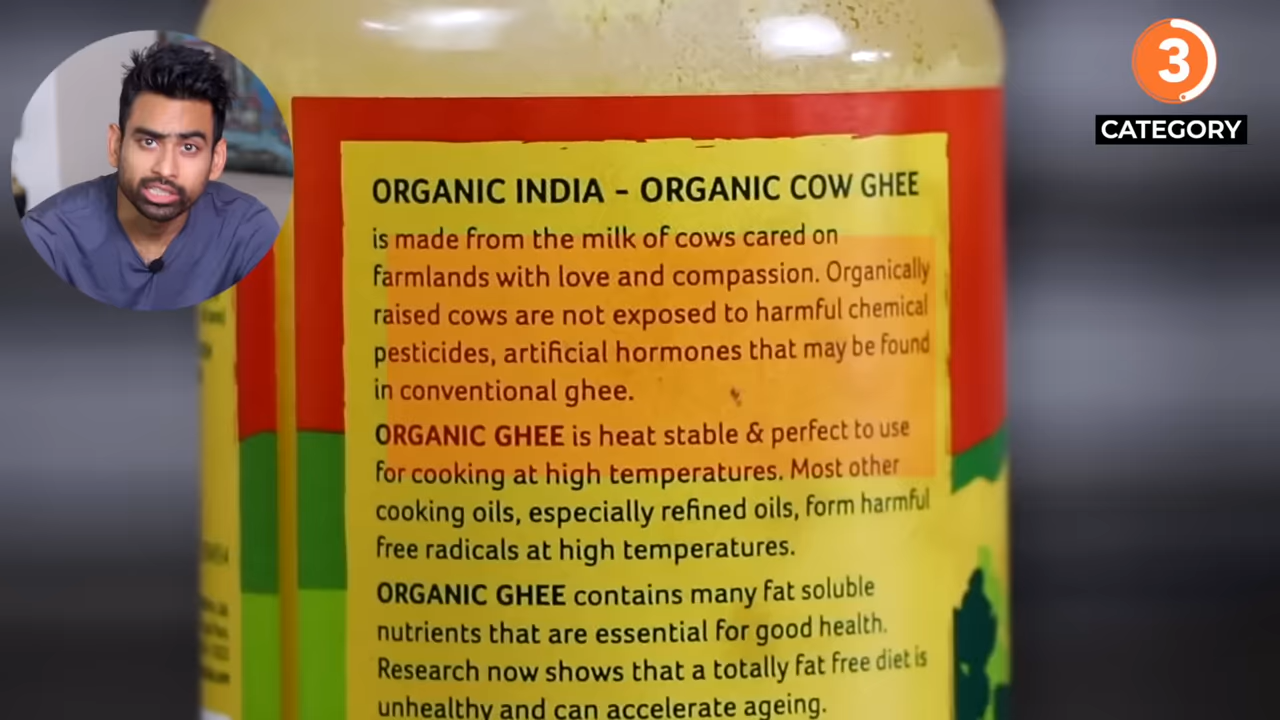 3
CATEGORY
ORGANIC INDIA – ORGANIC COW GHEE
is made from the milk of cows cared on
farmlands with love and compassion. Organically
raised cows are not exposed to harmful chemical
pesticides, artificial hormones that may be found
in conventional ghee.
ORGANIC GHEE is heat stable & perfect to use
for cooking at high temperatures. Most other
cooking oils, especially refined oils, form harmful
free radicals at high temperatures.
ORGANIC GHEE contains many fat soluble
nutrients that are essential for good health.
Research now shows that a totally fat free diet is
unhealthy and can accelerate ageing.